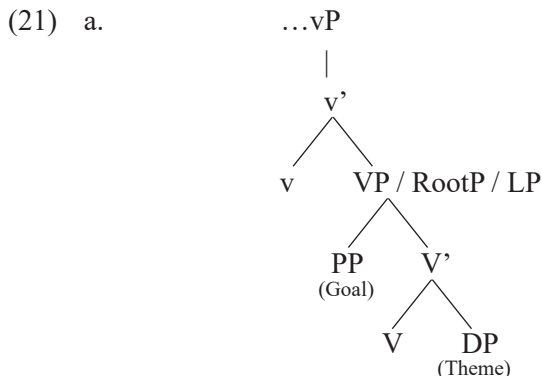 (21) a. …vP
|
v’
v VP / RootP / LP
PP V’
(Goal)
V DP
(Theme)